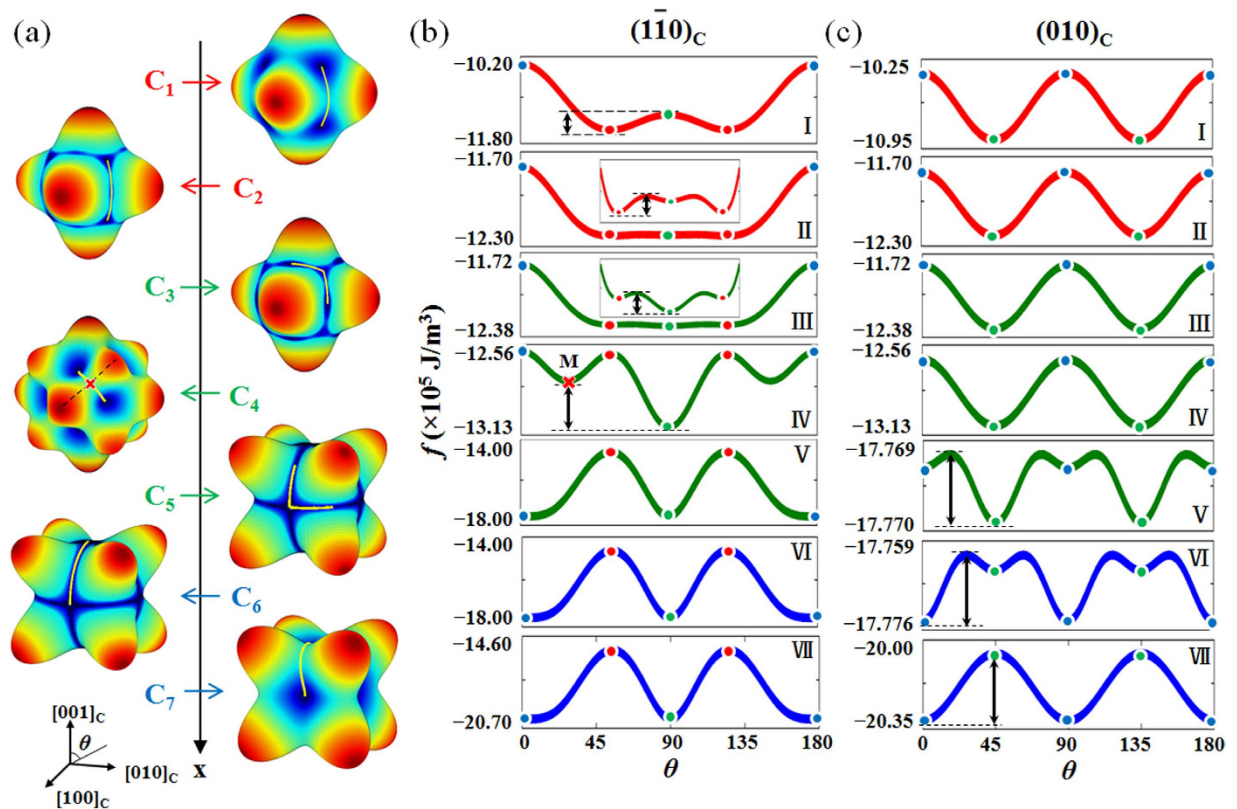 (a)
C₁
C₂
C₃
C₄
C₅
C₆
C₇
x
[001]C
θ
[010]C
[100]C
(b)
(11̄0)C
f (×10⁵ J/m³)
−10.20
−11.80
I
−11.70
−12.30
II
−11.72
−12.38
III
−12.56
M
−13.13
IV
−14.00
−18.00
V
−14.00
−18.00
VI
−14.60
−20.70
VII
0 45 90 135 180
θ
(c)
(010)C
−10.25
−10.95
I
−11.70
−12.30
II
−11.72
−12.38
III
−12.56
−13.13
IV
−17.769
−17.770
V
−17.759
−17.776
VI
−20.00
−20.35
VII
0 45 90 135 180
θ